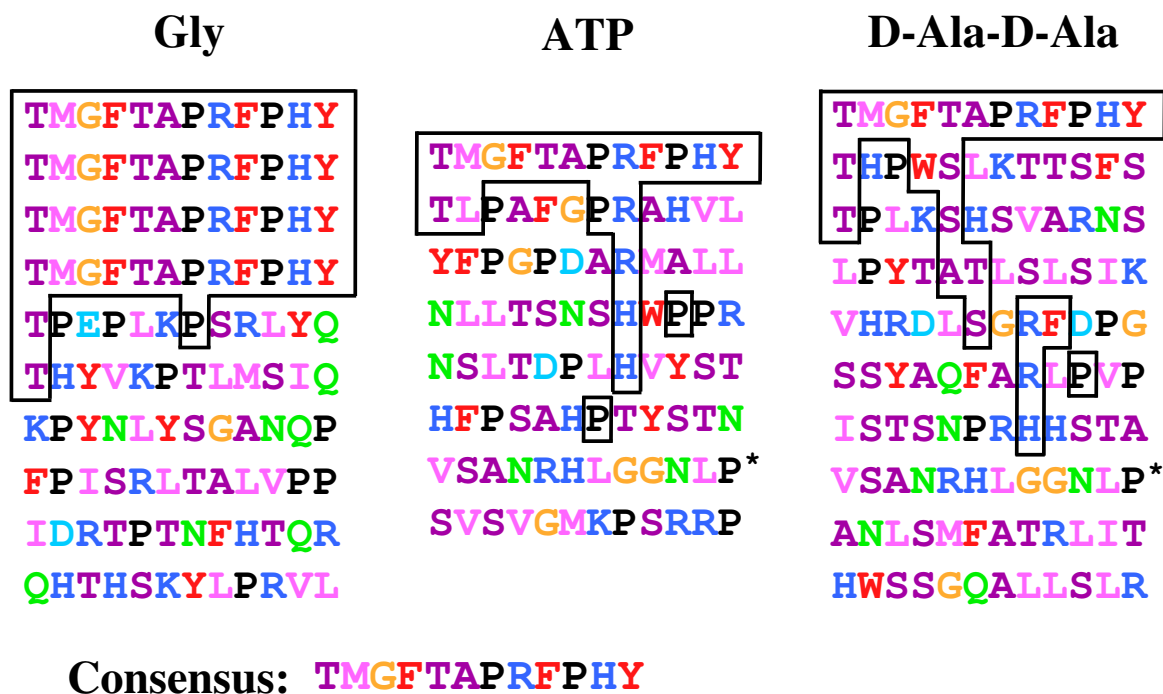 Gly
TMGFTAPRFPHY
TMGFTAPRFPHY
TMGFTAPRFPHY
TMGFTAPRFPHY
TPEPLKPSRLYQ
THYVKPTLMSIQ
KPYNLYSGANQP
FPISRLTALVPP
IDRTPTNFHTQR
QHTHSKYLPRVL
ATP
TMGFTAPRFPHY
TLPAFGPRAHVL
YFPGPDARMALL
NLLTSNSHWPPR
NSLTDPLHVYST
HFPSAHPTYSTN
VSANRHLGGNLP*
SVSVGMKPSRRP
D-Ala-D-Ala
TMGFTAPRFPHY
THPWSLKTTSFS
TPLKSHSVARNS
LPYTATLSLSIK
VHRDLSGRFDPG
SSYAQFARLPVP
ISTSNPRHHSTA
VSANRHLGGNLP*
ANLSMFATRLIT
HWSSGQALLSLR
Consensus: TMGFTAPRFPHY